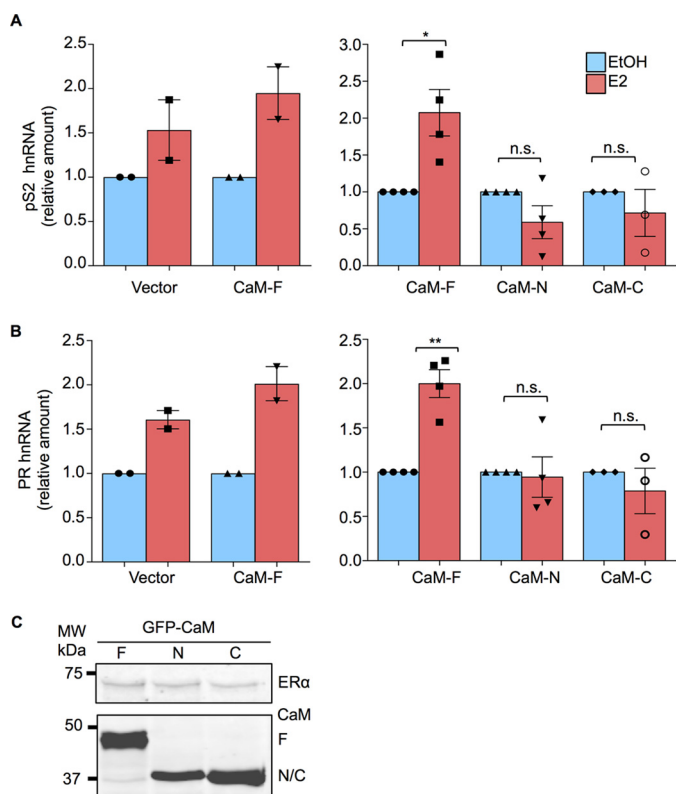 A
pS2 hnRNA
(relative amount)
2.5
2.0
1.5
1.0
0.5
0.0
Vector
CaM-F
3.0
2.5
2.0
1.5
1.0
0.5
0.0
*
n.s.
n.s.
EtOH
E2
CaM-F
CaM-N
CaM-C
B
PR hnRNA
(relative amount)
2.5
2.0
1.5
1.0
0.5
0.0
Vector
CaM-F
2.5
2.0
1.5
1.0
0.5
0.0
**
n.s.
n.s.
CaM-F
CaM-N
CaM-C
C
MW
kDa
GFP-CaM
F
N
C
75
ERα
CaM
50
F
37
N/C